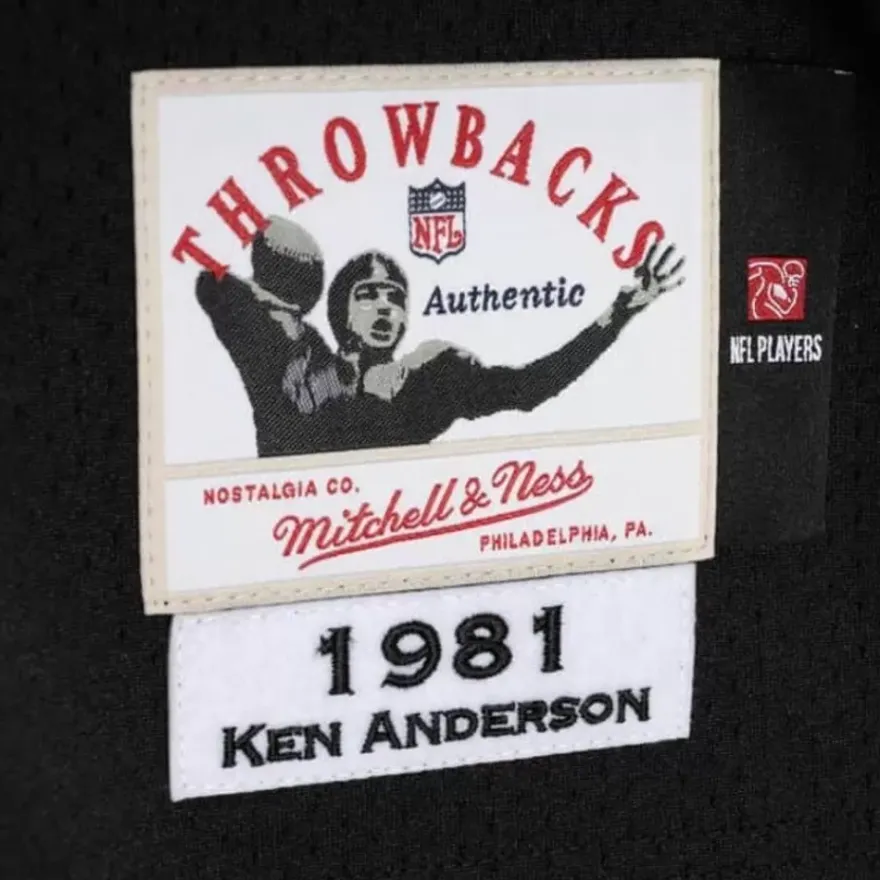 THROWBACKS
NFL
Authentic
NFL PLAYERS
NOSTALGIA CO.
Mitchell & Ness
PHILADELPHIA, PA.
1981
KEN ANDERSON